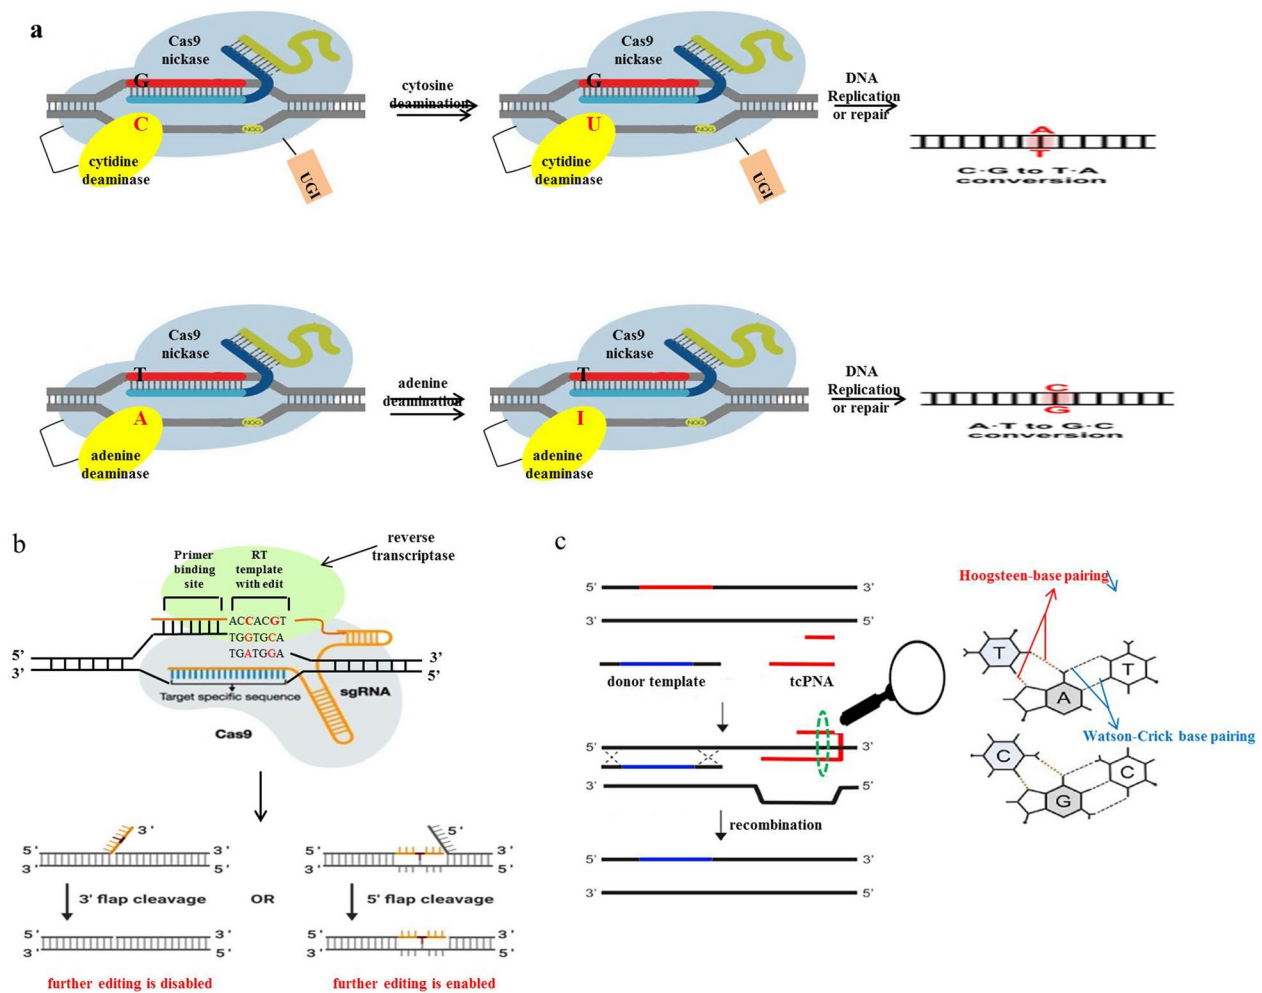 a
Cas9
nickase
G
C
cytidine
deaminase
NGG
UGI
cytosine
deamination
Cas9
nickase
G
U
cytidine
deaminase
NGG
UGI
DNA
Replication
or repair
A
T
C·G to T·A
conversion
Cas9
nickase
T
A
adenine
deaminase
NGG
adenine
deamination
Cas9
nickase
T
I
adenine
deaminase
NGG
DNA
Replication
or repair
C
G
A·T to G·C
conversion
b
reverse
transcriptase
Primer
binding
site
RT
template
with edit
ACCACGT
TGGTGCA
TGATGGA
5’ 3’
3’ 5’
Target specific sequence
sgRNA
Cas9
3’
5’ 3’
3’ 5’
3’ flap cleavage
OR
5’
5’ 3’
3’ 5’
5’ flap cleavage
5’ 3’
3’ 5’
further editing is disabled
5’ 3’
3’ 5’
further editing is enabled
c
5’ 3’
3’ 5’
donor template
tcPNA
5’ 3’
3’ 5’
recombination
5’ 3’
3’ 5’
Hoogsteen-base pairing
T
T
A
Watson-Crick base pairing
C
C
G